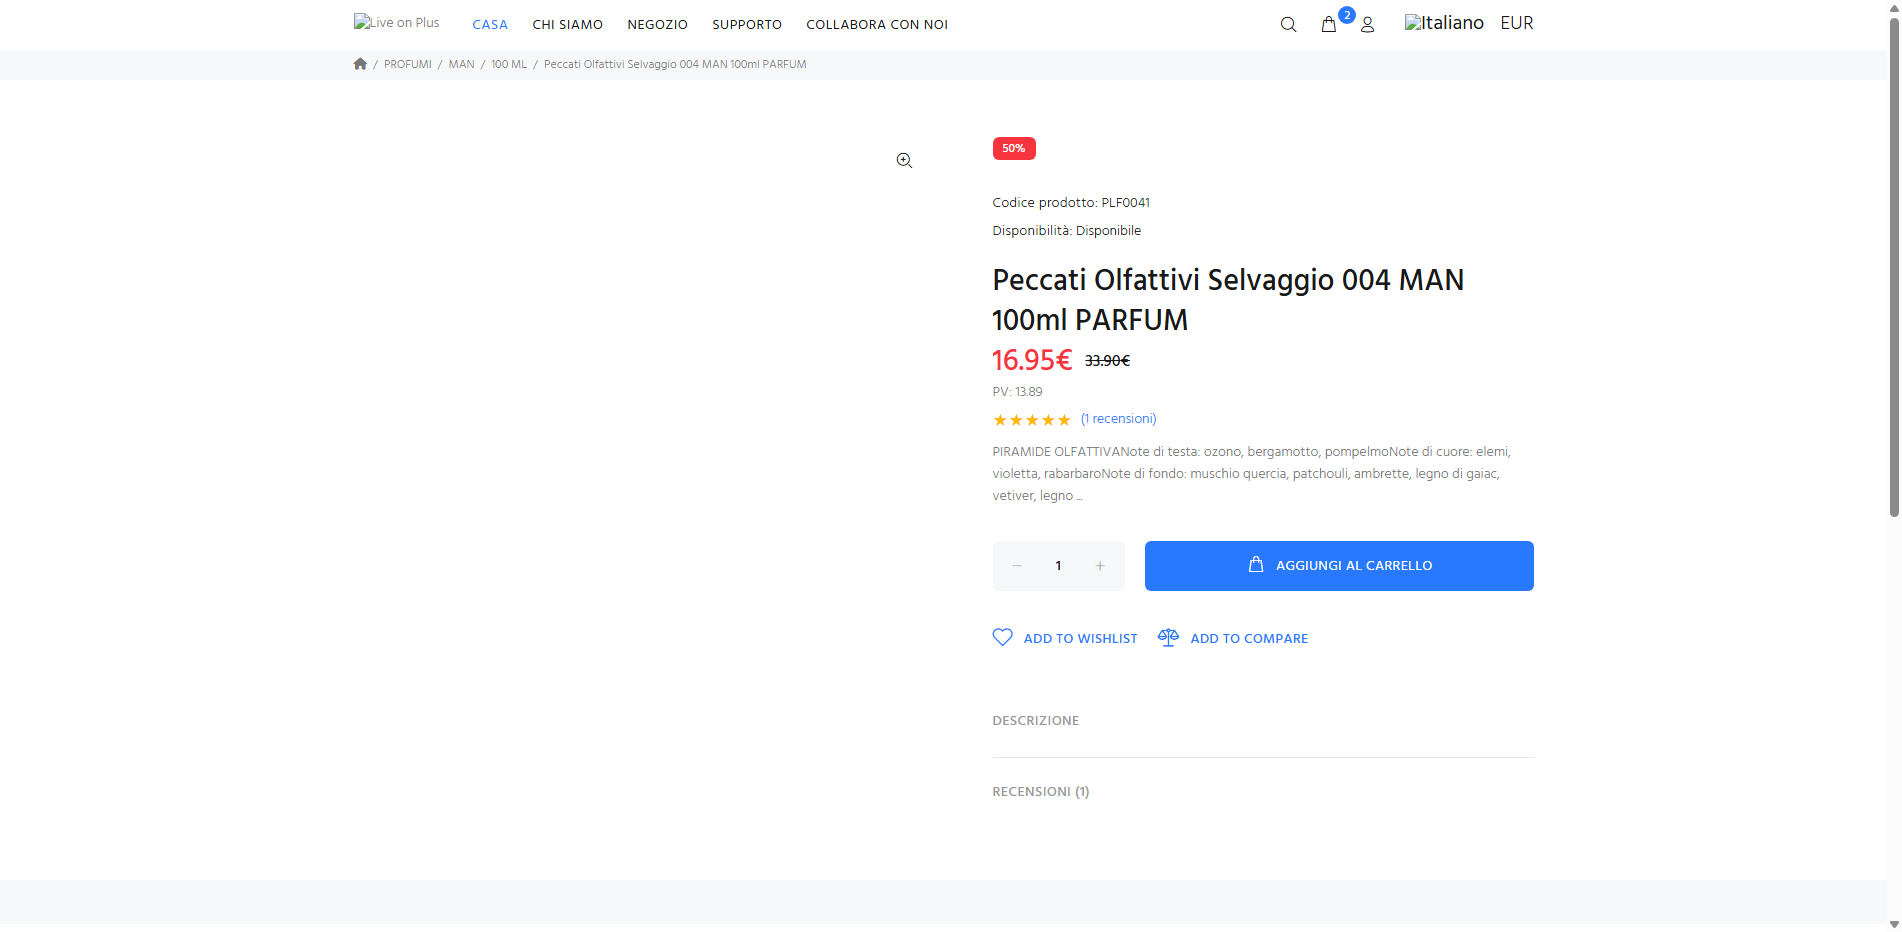 Live on Plus
CASA
CHI SIAMO
NEGOZIO
SUPPORTO
COLLABORA CON NOI
2
Italiano
EUR
/ PROFUMI / MAN / 100 ML / Peccati Olfattivi Selvaggio 004 MAN 100ml PARFUM
50%
Codice prodotto: PLF0041
Disponibilità: Disponibile
Peccati Olfattivi Selvaggio 004 MAN
100ml PARFUM
16.95€ 33.90€
PV: 13.89
(1 recensioni)
PIRAMIDE OLFATTIVANote di testa: ozono, bergamotto, pompelmoNote di cuore: elemi,
violetta, rabarbaroNote di fondo: muschio quercia, patchouli, ambrette, legno di gaiac,
vetiver, legno ...
1
AGGIUNGI AL CARRELLO
ADD TO WISHLIST
ADD TO COMPARE
DESCRIZIONE
RECENSIONI (1)